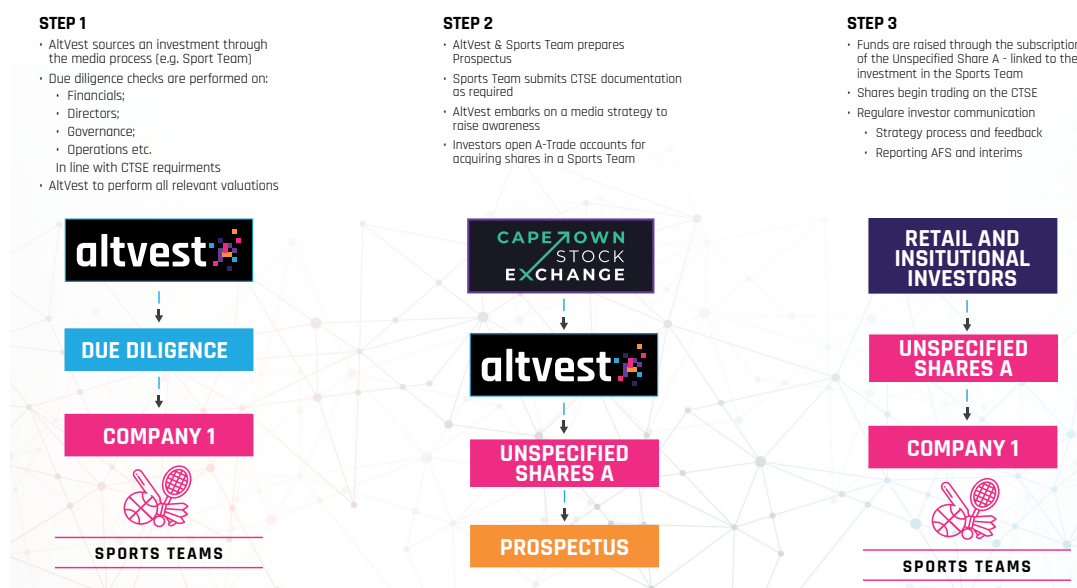 STEP 1
• AltVest sources an investment through
the media process (e.g. Sport Team)
• Due diligence checks are performed on:
• Financials;
• Directors;
• Governance;
• Operations etc.
In line with CTSE requirments
• AltVest to perform all relevant valuations
altvest
DUE DILIGENCE
COMPANY 1
SPORTS TEAMS
STEP 2
• AltVest & Sports Team prepares
Prospectus
• Sports Team submits CTSE documentation
as required
• AltVest embarks on a media strategy to
raise awareness
• Investors open A-Trade accounts for
acquiring shares in a Sports Team
CAPE TOWN
STOCK
EXCHANGE
altvest
UNSPECIFIED
SHARES A
PROSPECTUS
STEP 3
• Funds are raised through the subscription
of the Unspecified Share A - linked to the
investment in the Sports Team
• Shares begin trading on the CTSE
• Regulare investor communication
• Strategy process and feedback
• Reporting AFS and interims
RETAIL AND
INSITUTIONAL
INVESTORS
UNSPECIFIED
SHARES A
COMPANY 1
SPORTS TEAMS